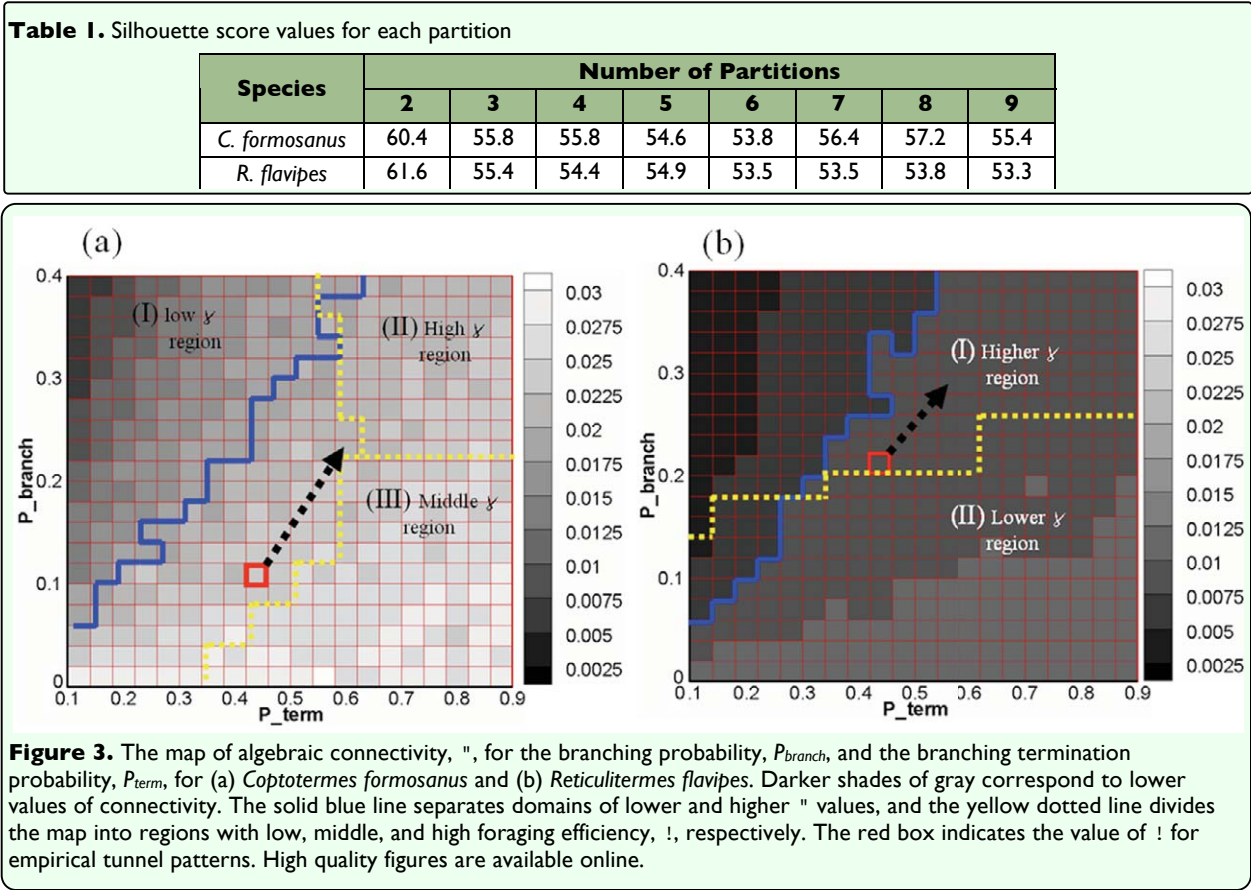 Table 1. Silhouette score values for each partition
Species Number of Partitions
2 3 4 5 6 7 8 9
C. formosanus 60.4 55.8 55.8 54.6 53.8 56.4 57.2 55.4
R. flavipes 61.6 55.4 54.4 54.9 53.5 53.5 53.8 53.3
(a)
0.4
0.3
0.2
0.1
0
P_branch
(I) low γ
region
(II) High γ
region
(III) Middle γ
region
0.1 0.2 0.3 0.4 0.5 0.6 0.7 0.8 0.9
P_term
0.03
0.0275
0.025
0.0225
0.02
0.0175
0.015
0.0125
0.01
0.0075
0.005
0.0025
(b)
0.4
0.3
0.2
0.1
0
P_branch
(I) Higher γ
region
(II) Lower γ
region
0.1 0.2 0.3 0.4 0.5 0.6 0.7 0.8 0.9
P_term
0.03
0.0275
0.025
0.0225
0.02
0.0175
0.015
0.0125
0.01
0.0075
0.005
0.0025
Figure 3. The map of algebraic connectivity, ", for the branching probability, Pbranch, and the branching termination
probability, Pterm, for (a) Coptotermes formosanus and (b) Reticulitermes flavipes. Darker shades of gray correspond to lower
values of connectivity. The solid blue line separates domains of lower and higher " values, and the yellow dotted line divides
the map into regions with low, middle, and high foraging efficiency, !, respectively. The red box indicates the value of ! for
empirical tunnel patterns. High quality figures are available online.